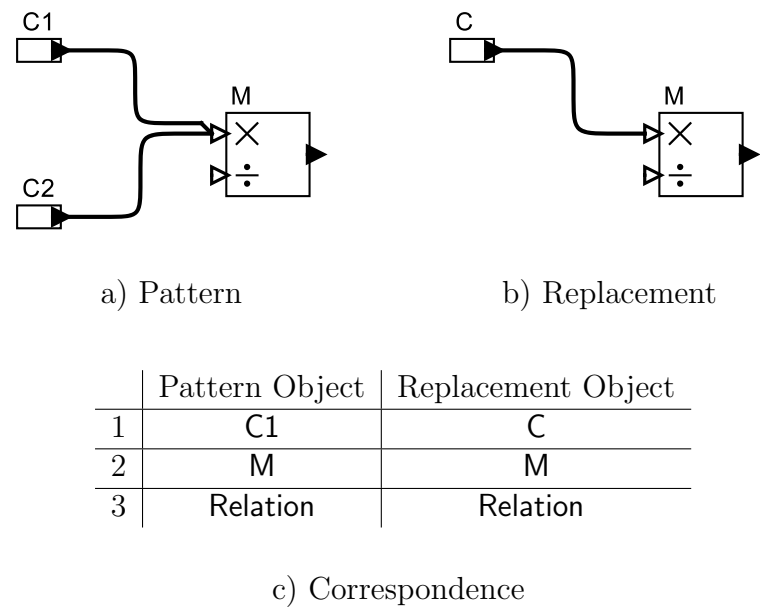 C1
C
M
M
×
÷
×
÷
C2
a) Pattern
b) Replacement
Pattern Object Replacement Object
1 C1 C
2 M M
3 Relation Relation
c) Correspondence